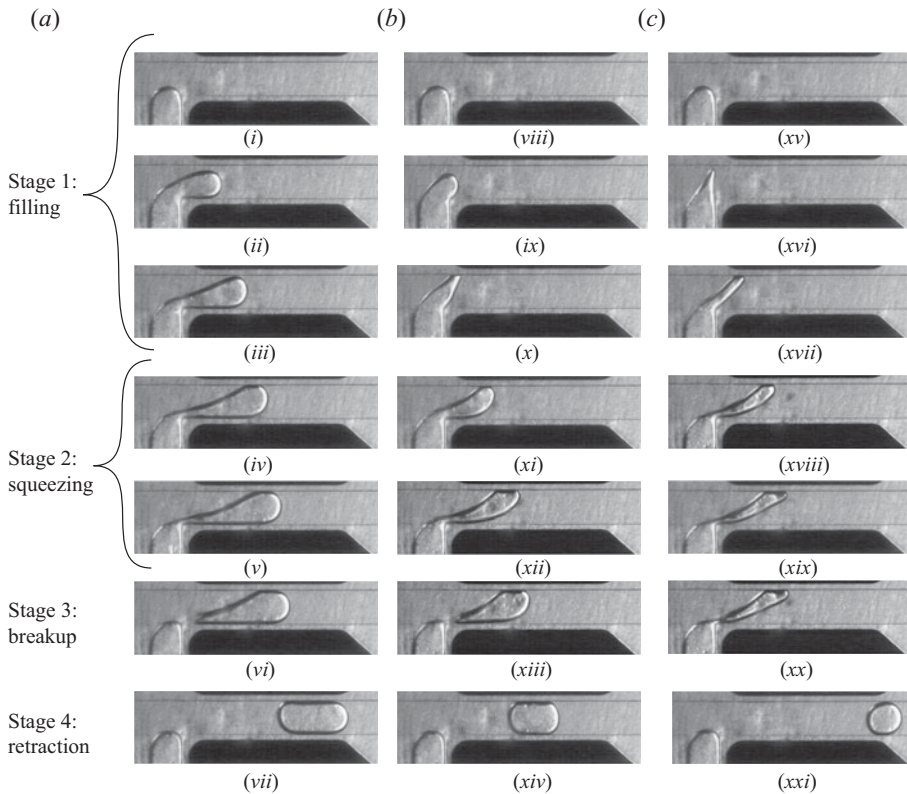 (a) (b) (c)
(i) (viii) (xv)
Stage 1:
filling
(ii) (ix) (xvi)
(iii) (x) (xvii)
Stage 2:
squeezing
(iv) (xi) (xviii)
(v) (xii) (xix)
Stage 3:
breakup
(vi) (xiii) (xx)
Stage 4:
retraction
(vii) (xiv) (xxi)